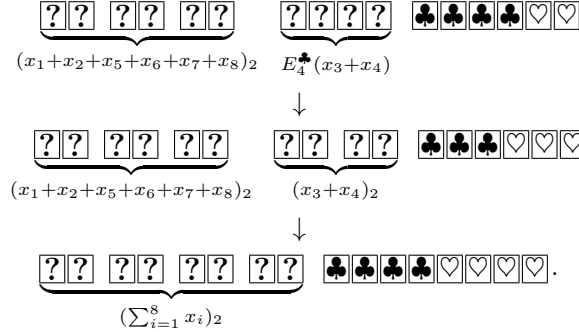 ?? ?? ?? ???? ♣♣♣♣♡♡
(x₁+x₂+x₅+x₆+x₇+x₈)₂ E₄♣(x₃+x₄)
↓
?? ?? ?? ?? ?? ♣♣♣♡♡♡
(x₁+x₂+x₅+x₆+x₇+x₈)₂ (x₃+x₄)₂
↓
?? ?? ?? ?? ♣♣♣♣♡♡♡♡.
(∑⁸ᵢ₌₁ xᵢ)₂